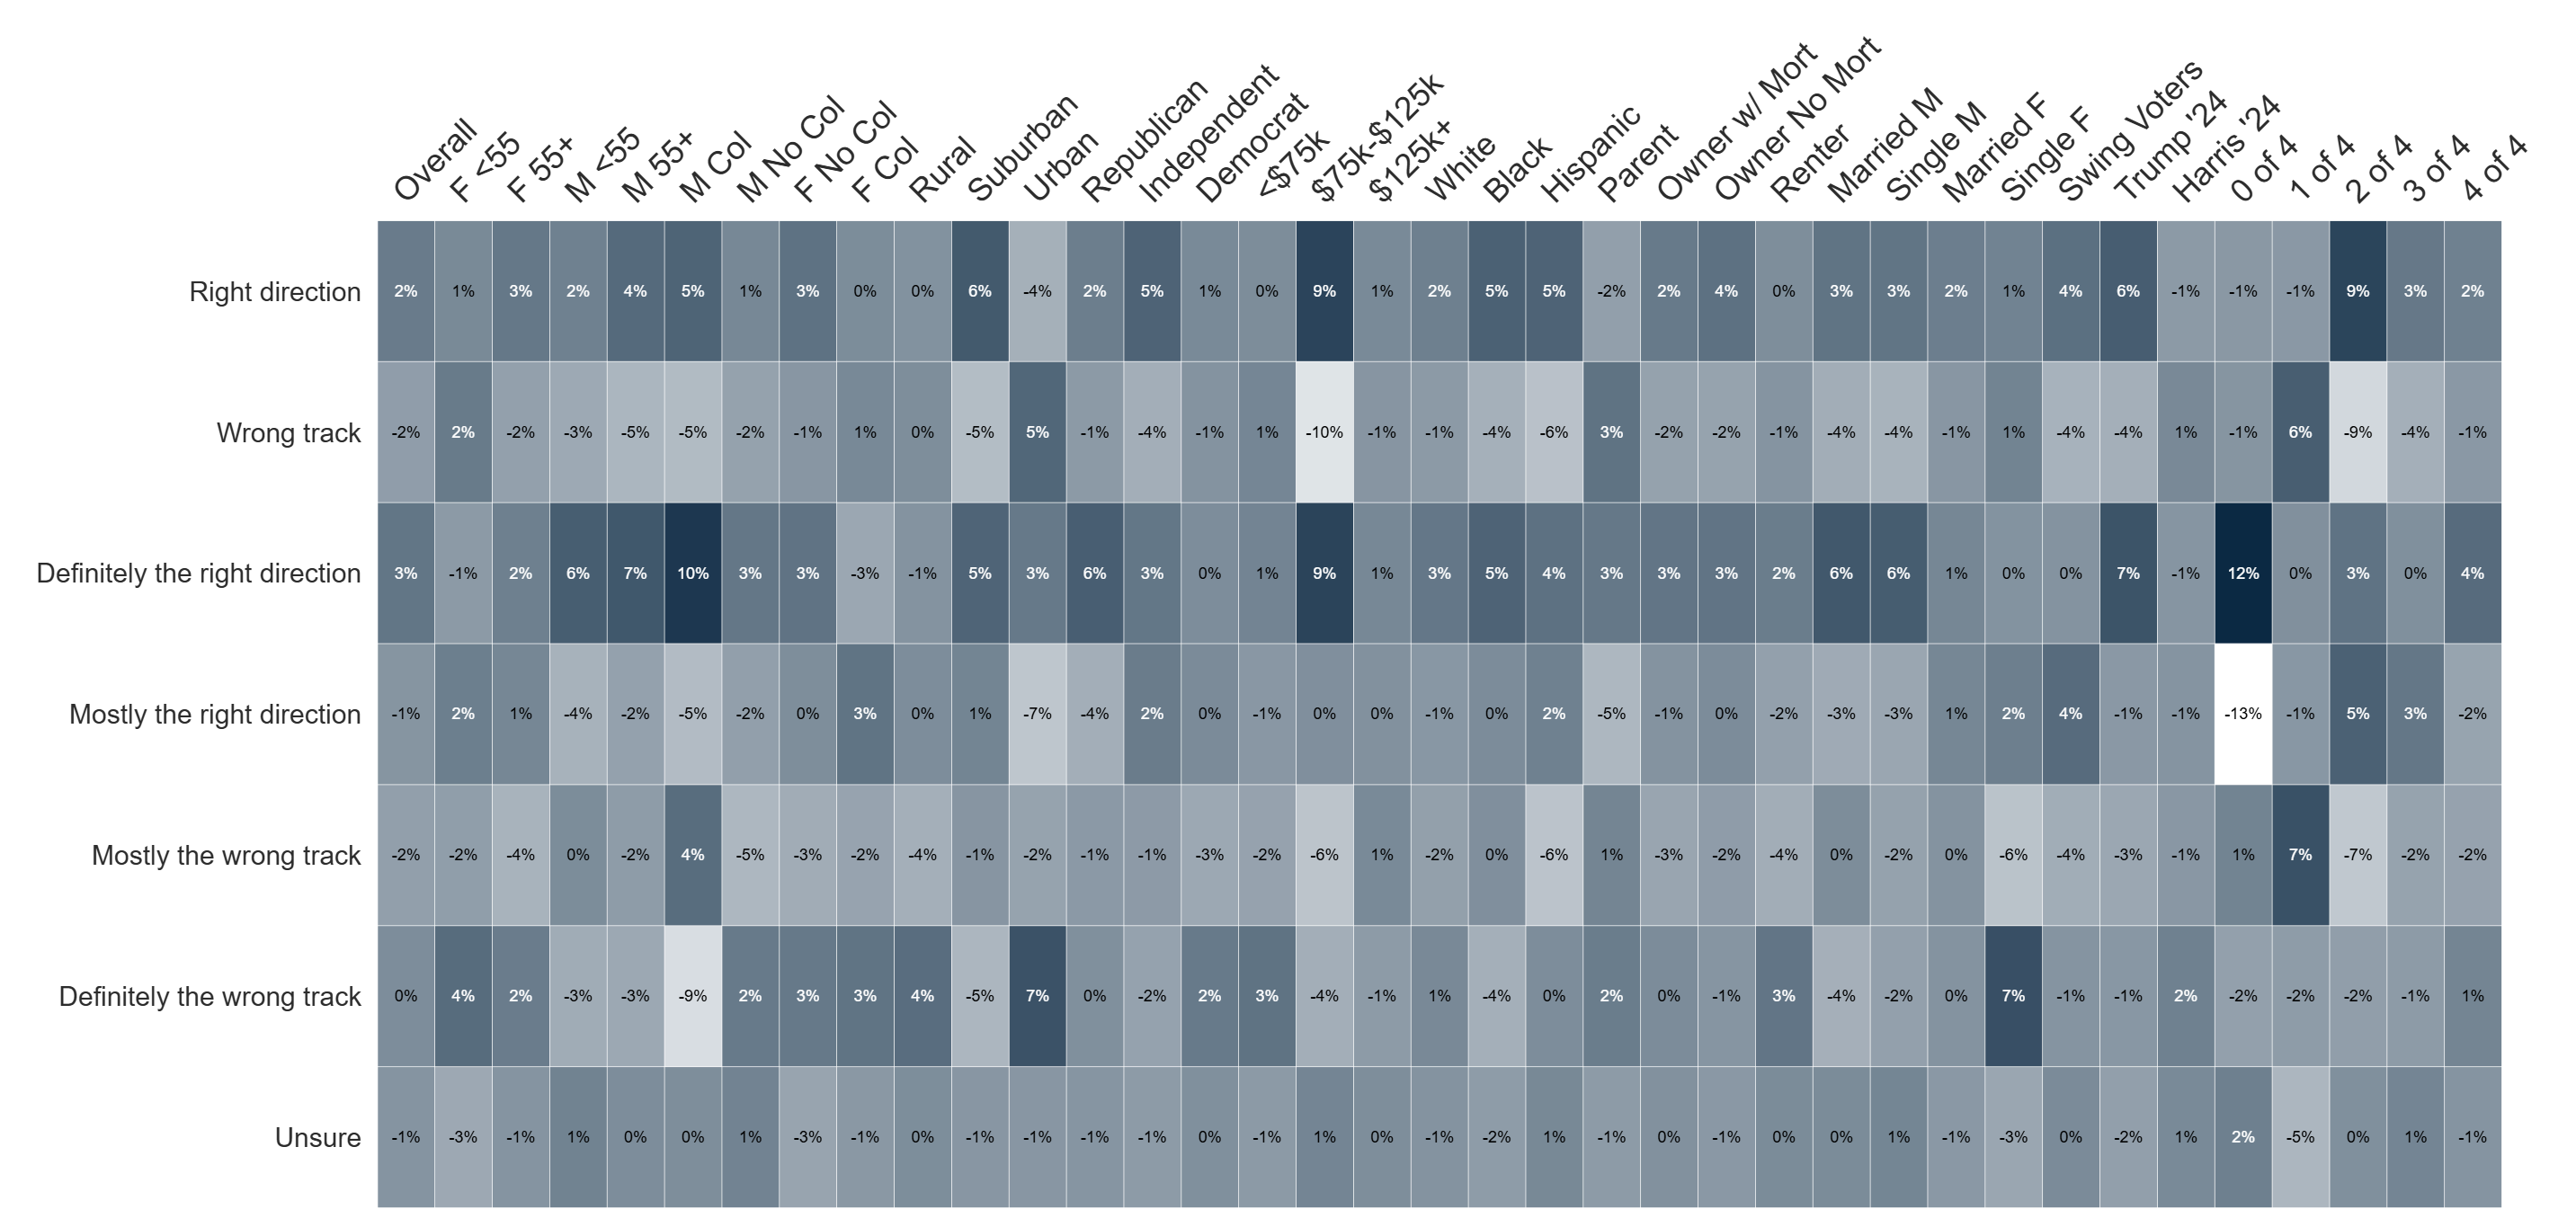 Overall F <55 F 55+ M <55 M 55+ M Col M No Col F No Col F Col Rural Suburban Urban Republican Independent Democrat <$75k $75k-$125k $125k+ White Black Hispanic Parent Owner w/ Mort Owner No Mort Renter Married M Single M Married F Single F Swing Voters Trump '24 Harris '24 0 of 4 1 of 4 2 of 4 3 of 4 4 of 4
Right direction 2% 1% 3% 2% 4% 5% 1% 3% 0% 0% 6% -4% 2% 5% 1% 0% 9% 1% 2% 5% 5% -2% 2% 4% 0% 3% 3% 2% 1% 4% 6% -1% -1% -1% 9% 3% 2%
Wrong track -2% 2% -2% -3% -5% -5% -2% -1% 1% 0% -5% 5% -1% -4% -1% 1% -10% -1% -1% -4% -6% 3% -2% -2% -1% -4% -4% -1% 1% -4% -4% 1% -1% 6% -9% -4% -1%
Definitely the right direction 3% -1% 2% 6% 7% 10% 3% 3% -3% -1% 5% 3% 6% 3% 0% 1% 9% 1% 3% 5% 4% 3% 3% 3% 2% 6% 6% 1% 0% 0% 7% -1% 12% 0% 3% 0% 4%
Mostly the right direction -1% 2% 1% -4% -2% -5% -2% 0% 3% 0% 1% -7% -4% 2% 0% -1% 0% 0% -1% 0% 2% -5% -1% 0% -2% -3% -3% 1% 2% 4% -1% -1% -13% -1% 5% 3% -2%
Mostly the wrong track -2% -2% -4% 0% -2% 4% -5% -3% -2% -4% -1% -2% -1% -1% -3% -2% -6% 1% -2% 0% -6% 1% -3% -2% -4% 0% -2% 0% -6% -4% -3% -1% 1% 7% -7% -2% -2%
Definitely the wrong track 0% 4% 2% -3% -3% -9% 2% 3% 3% 4% -5% 7% 0% -2% 2% 3% -4% -1% 1% -4% 0% 2% 0% -1% 3% -4% -2% 0% 7% -1% -1% 2% -2% -2% -2% -1% 1%
Unsure -1% -3% -1% 1% 0% 0% 1% -3% -1% 0% -1% -1% -1% -1% 0% -1% 1% 0% -1% -2% 1% -1% 0% -1% 0% 0% 1% -1% -3% 0% -2% 1% 2% -5% 0% 1% -1%